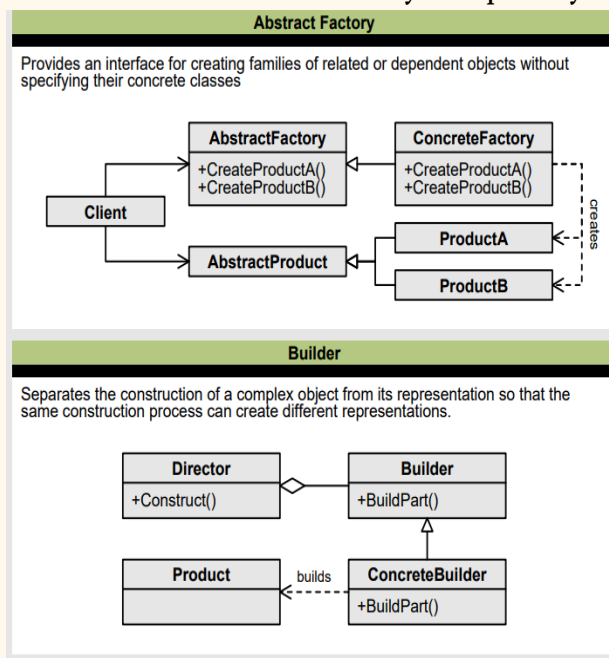 Abstract Factory
Provides an interface for creating families of related or dependent objects without
specifying their concrete classes
AbstractFactory
+CreateProductA()
+CreateProductB()
ConcreteFactory
+CreateProductA()
+CreateProductB()
Client
creates
AbstractProduct
ProductA
ProductB
Builder
Separates the construction of a complex object from its representation so that the
same construction process can create different representations.
Director
+Construct()
Builder
+BuildPart()
Product
builds
ConcreteBuilder
+BuildPart()